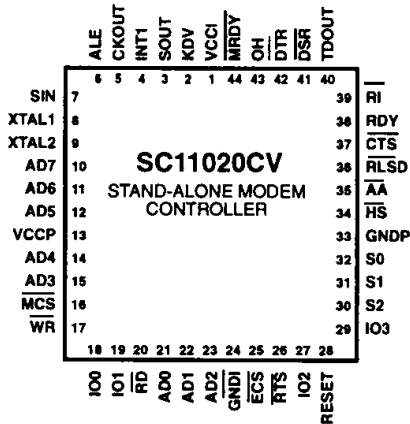 ALE CKOUT INT1 SOUT KDV VCCI MRDY OH DTR DSR TDOUT
6 5 4 3 2 1 44 43 42 41 40
SIN 7
XTAL1 8
XTAL2 9
AD7 10
AD6 11
AD5 12
VCCP 13
AD4 14
AD3 15
MCS 16
WR 17
SC11020CV
STAND-ALONE MODEM
CONTROLLER
39 RI
38 RDY
37 CTS
36 RLSD
35 AA
34 HS
33 GNDP
32 S0
31 S1
30 S2
29 IO3
18 19 20 21 22 23 24 25 26 27 28
IO0 IO1 RD AD0 AD1 AD2 GNDI ECS RTS IO2 RESET